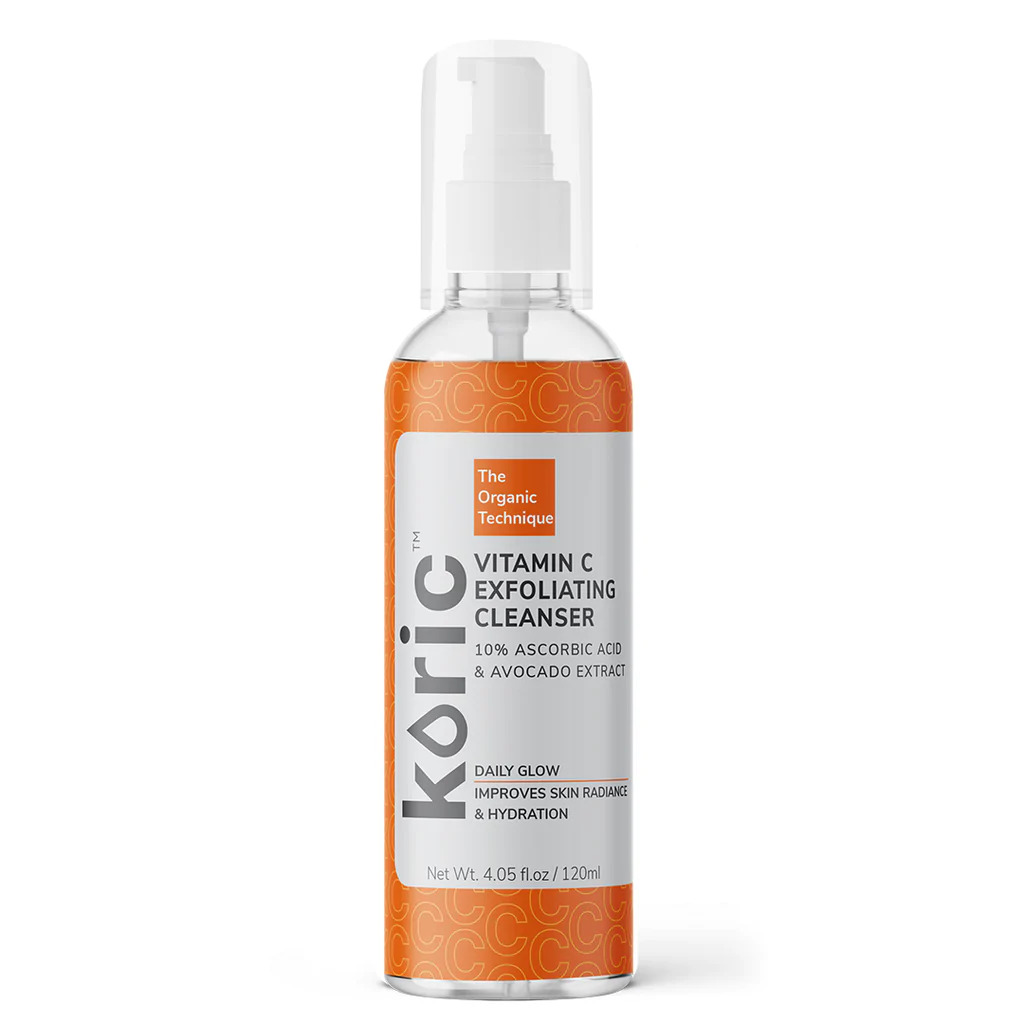 The
Organic
Technique
koric™
VITAMIN C
EXFOLIATING
CLEANSER
10% ASCORBIC ACID
& AVOCADO EXTRACT
DAILY GLOW
IMPROVES SKIN RADIANCE
& HYDRATION
Net Wt. 4.05 fl.oz / 120ml